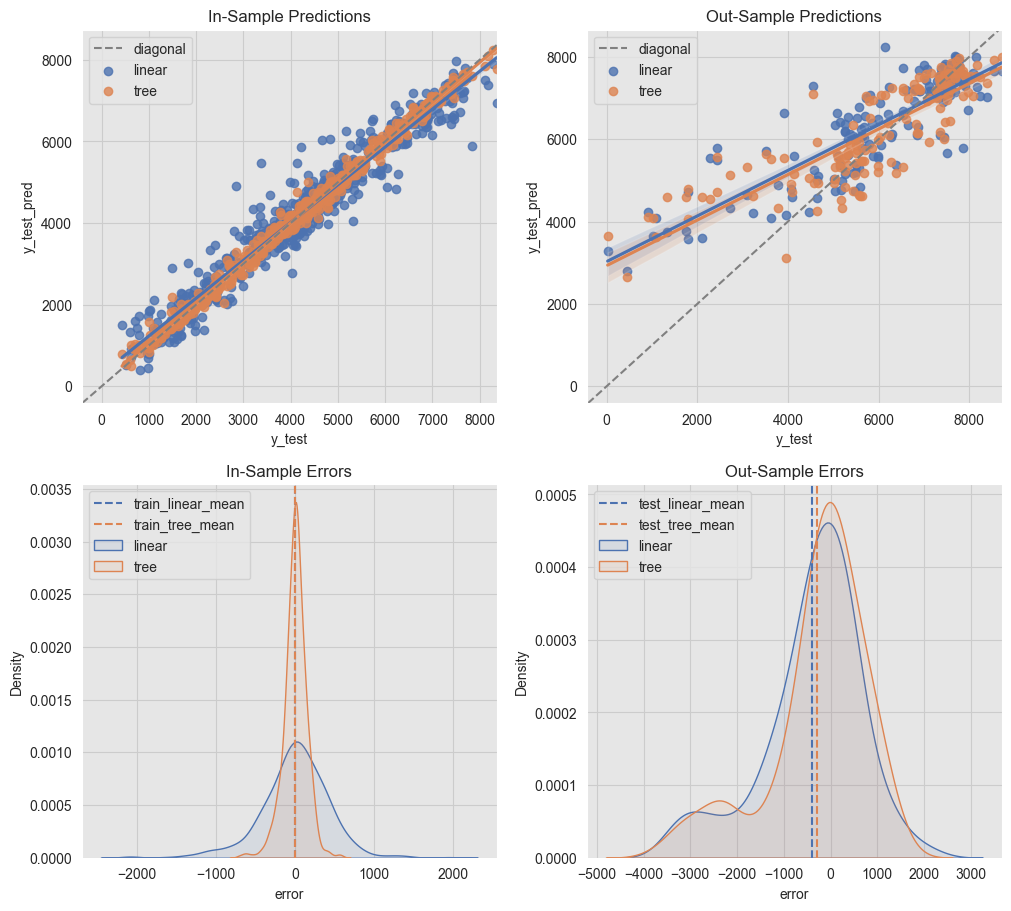 In-Sample Predictions
diagonal
linear
tree
8000
6000
4000
2000
0
y_test_pred
0 1000 2000 3000 4000 5000 6000 7000 8000
y_test
Out-Sample Predictions
diagonal
linear
tree
8000
6000
4000
2000
0
y_test_pred
0 2000 4000 6000 8000
y_test
In-Sample Errors
train_linear_mean
train_tree_mean
linear
tree
0.0035
0.0030
0.0025
0.0020
0.0015
0.0010
0.0005
0.0000
Density
−2000 −1000 0 1000 2000
error
Out-Sample Errors
test_linear_mean
test_tree_mean
linear
tree
0.0005
0.0004
0.0003
0.0002
0.0001
0.0000
Density
−5000 −4000 −3000 −2000 −1000 0 1000 2000 3000
error